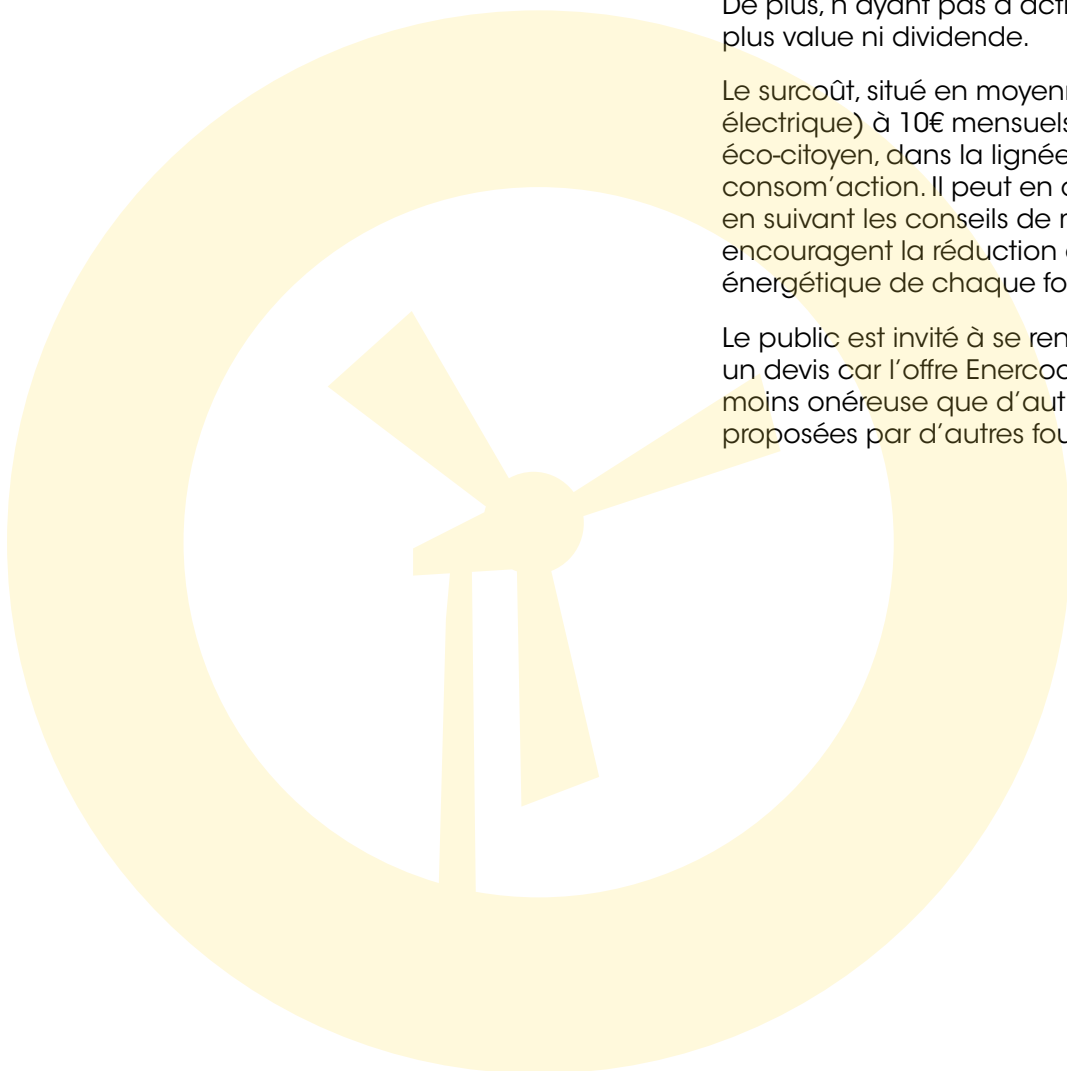 De plus, n'ayant pas d'acti
plus value ni dividende.
Le surcoût, situé en moyen
électrique) à 10€ mensuels
éco-citoyen, dans la lignée
consom'action. Il peut en
en suivant les conseils de
encouragent la réduction
énergétique de chaque fo
Le public est invité à se ren
un devis car l'offre Enercoo
moins onéreuse que d'aut
proposées par d'autres fou